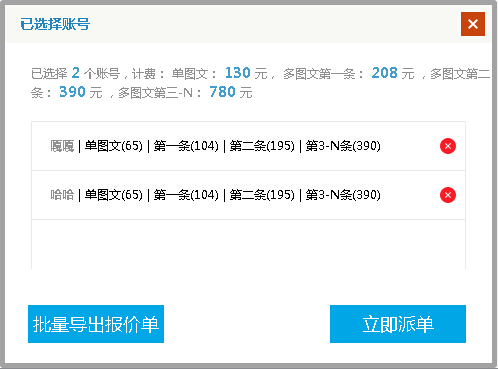 已选择账号
已选择 2 个账号，计费： 单图文： 130 元， 多图文第一条： 208 元 ，多图文第二
条： 390 元 ，多图文第三-N： 780 元
嘎嘎 | 单图文(65) | 第一条(104) | 第二条(195) | 第3-N条(390)
哈哈 | 单图文(65) | 第一条(104) | 第二条(195) | 第3-N条(390)
批量导出报价单 立即派单